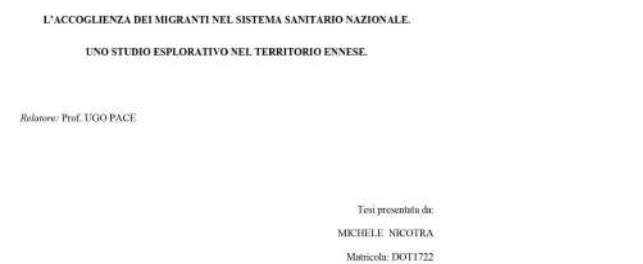 L'ACCOGLIENZA DEI MIGRANTI NEL SISTEMA SANITARIO NAZIONALE.
UNO STUDIO ESPLORATIVO NEL TERRITORIO ENNESE.
Relatore: Prof. UGO PACE
Tesi presentata da:
MICHELE NICOTRA
Matricola: DOT1722